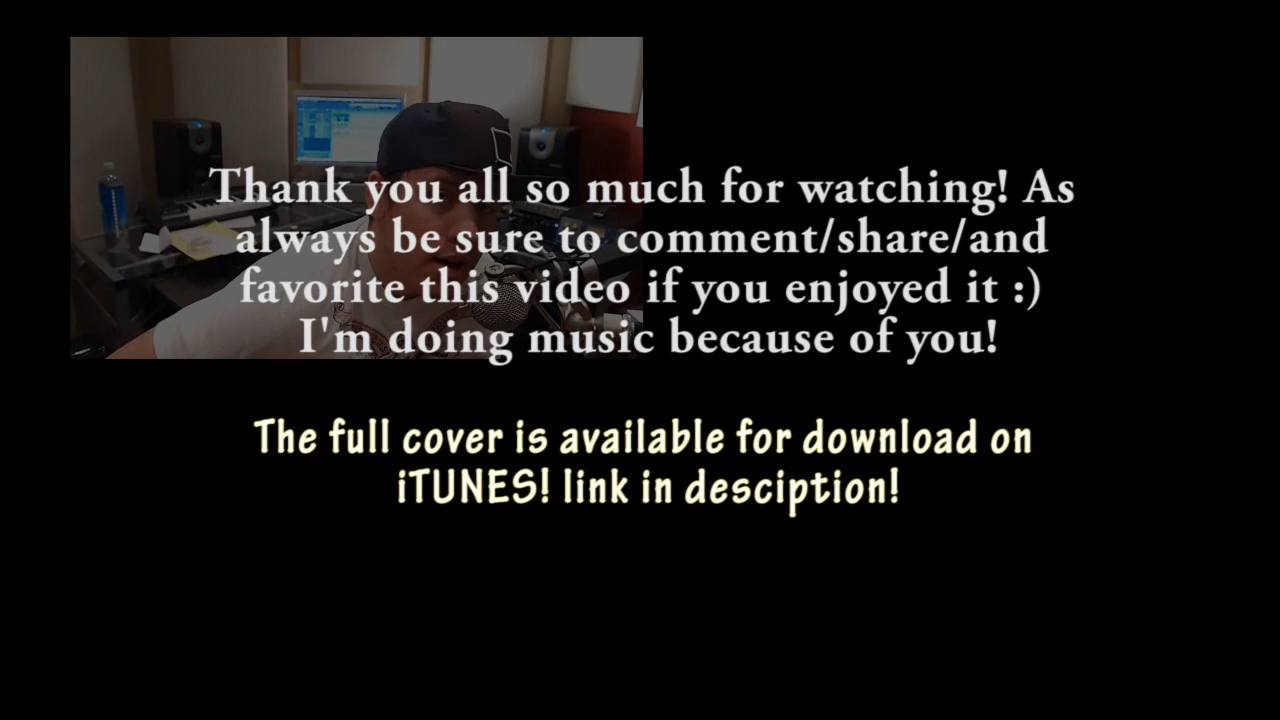 Thank you all so much for watching! As
always be sure to comment/share/and
favorite this video if you enjoyed it :)
I'm doing music because of you!
The full cover is available for download on
iTUNES! link in desciption!